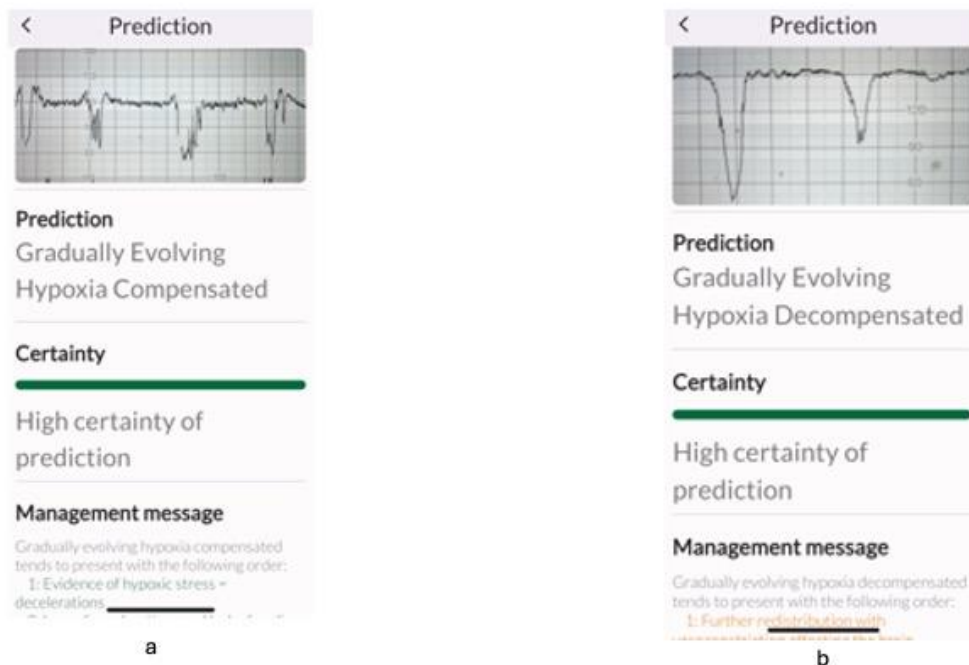 Prediction
Prediction
Gradually Evolving
Hypoxia Compensated
Certainty
High certainty of
prediction
Management message
Gradually evolving hypoxia compensated
tends to present with the following order:
1: Evidence of hypoxic stress =
decelerations
a
Prediction
Prediction
Gradually Evolving
Hypoxia Decompensated
Certainty
High certainty of
prediction
Management message
Gradually evolving hypoxia decompensated
tends to present with the following order:
1: Further redistribution with
b